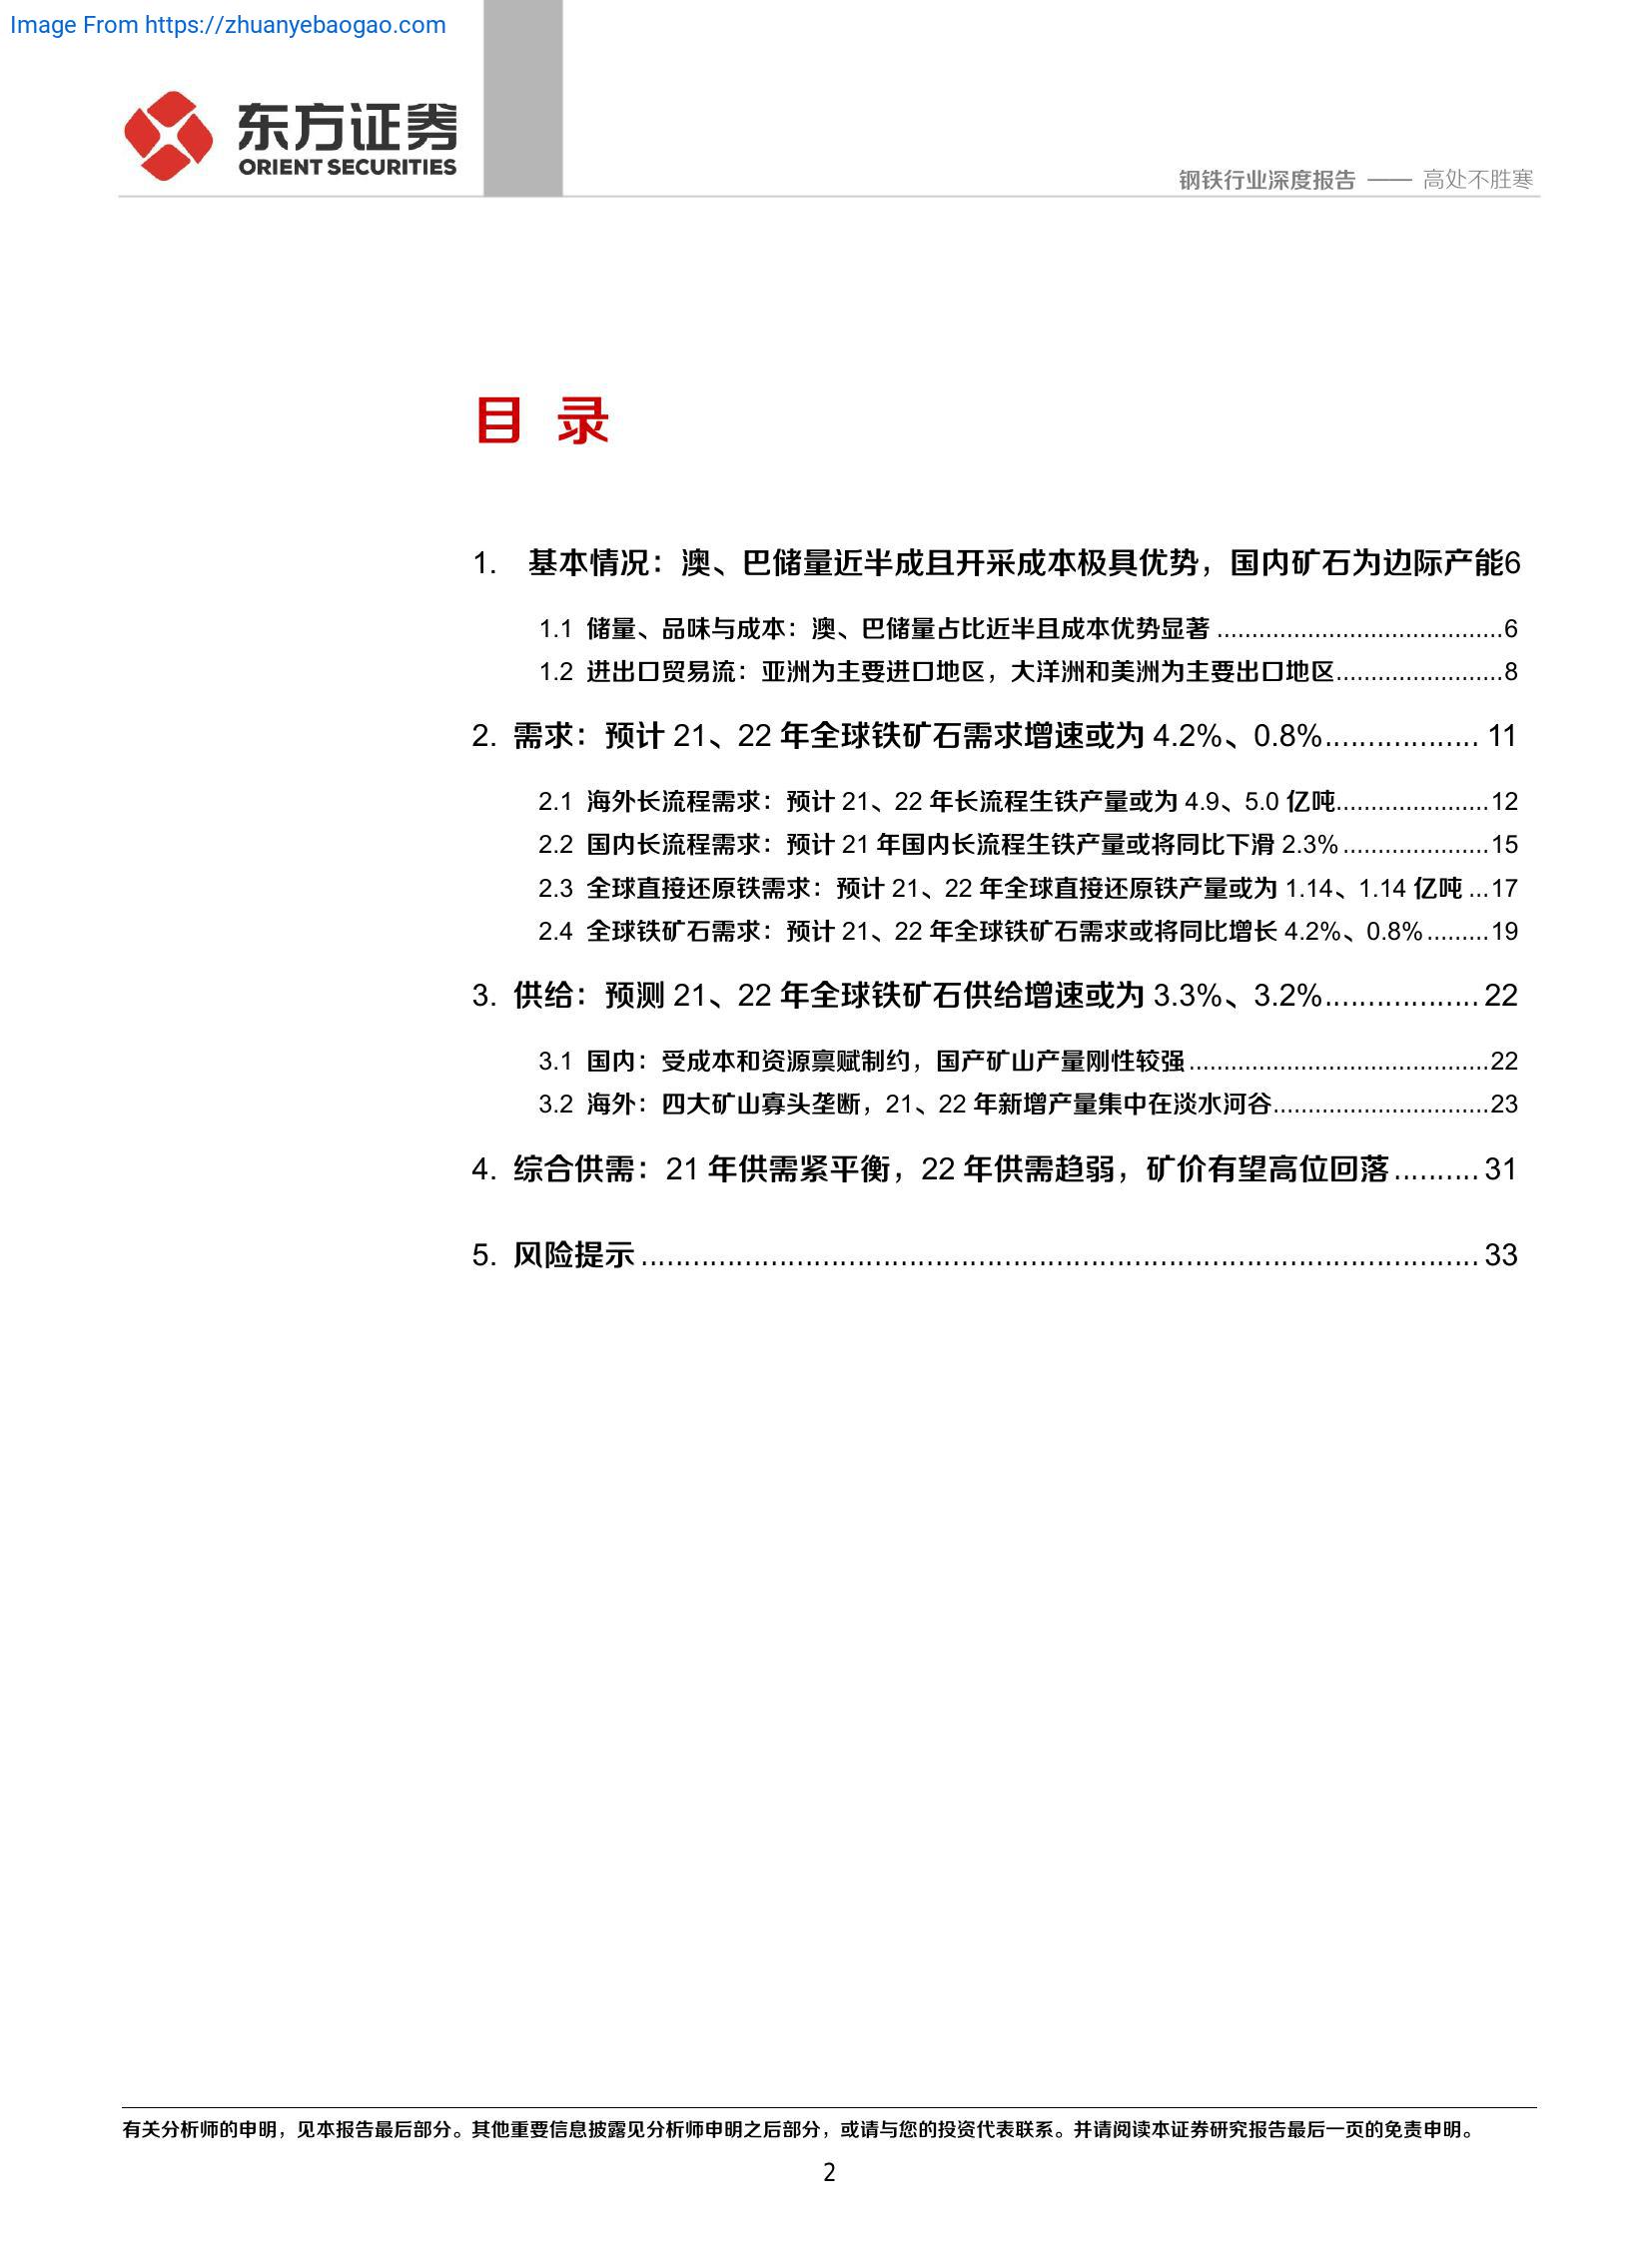 Image From https://zhuanyebaogao.com
东方证券
ORIENT SECURITIES
钢铁行业深度报告 —— 高处不胜寒
目 录
1. 基本情况：澳、巴储量近半成且开采成本极具优势，国内矿石为边际产能6
1.1 储量、品味与成本：澳、巴储量占比近半且成本优势显著 .........................................6
1.2 进出口贸易流：亚洲为主要进口地区，大洋洲和美洲为主要出口地区........................8
2. 需求：预计 21、22 年全球铁矿石需求增速或为 4.2%、0.8%.................. 11
2.1 海外长流程需求：预计 21、22 年长流程生铁产量或为 4.9、5.0 亿吨......................12
2.2 国内长流程需求：预计 21 年国内长流程生铁产量或将同比下滑 2.3% .....................15
2.3 全球直接还原铁需求：预计 21、22 年全球直接还原铁产量或为 1.14、1.14 亿吨 ...17
2.4 全球铁矿石需求：预计 21、22 年全球铁矿石需求或将同比增长 4.2%、0.8%.........19
3. 供给：预测 21、22 年全球铁矿石供给增速或为 3.3%、3.2%.................. 22
3.1 国内：受成本和资源禀赋制约，国产矿山产量刚性较强 ...........................................22
3.2 海外：四大矿山寡头垄断，21、22 年新增产量集中在淡水河谷...............................23
4. 综合供需：21 年供需紧平衡，22 年供需趋弱，矿价有望高位回落.......... 31
5. 风险提示 .................................................................................................. 33
有关分析师的申明，见本报告最后部分。其他重要信息披露见分析师申明之后部分，或请与您的投资代表联系。并请阅读本证券研究报告最后一页的免责申明。
2